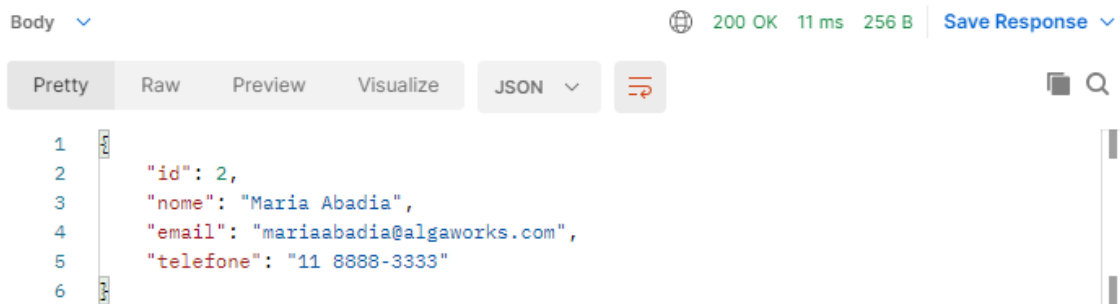 Body 200 OK 11 ms 256 B Save Response
Pretty Raw Preview Visualize JSON
1 {
2 "id": 2,
3 "nome": "Maria Abadia",
4 "email": "mariaabadia@algaworks.com",
5 "telefone": "11 8888-3333"
6 }